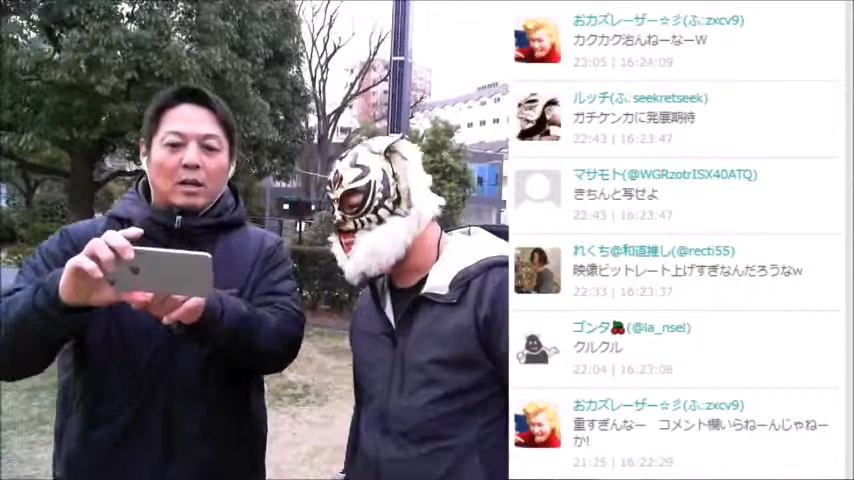 おカズレーザー☆彡(ふ:zxcv9)
カクカク治んねーなーw
23:05 | 16:24:09
ルッチ(ふ:seekretseek)
ガチケンカに発展期待
22:43 | 16:23:47
マサモト(@WGRzotrISX40ATQ)
きちんと写せよ
22:43 | 16:23:47
れくち@和道推し(@recti55)
映像ビットレート上げすぎなんだろうなw
22:33 | 16:23:37
ゴンタ🍒(@la_nsel)
クルクル
22:04 | 16:23:08
おカズレーザー☆彡(ふ:zxcv9)
重すぎんなー　コメント欄いらねーんじゃねー
か!
21:25 | 16:22:29